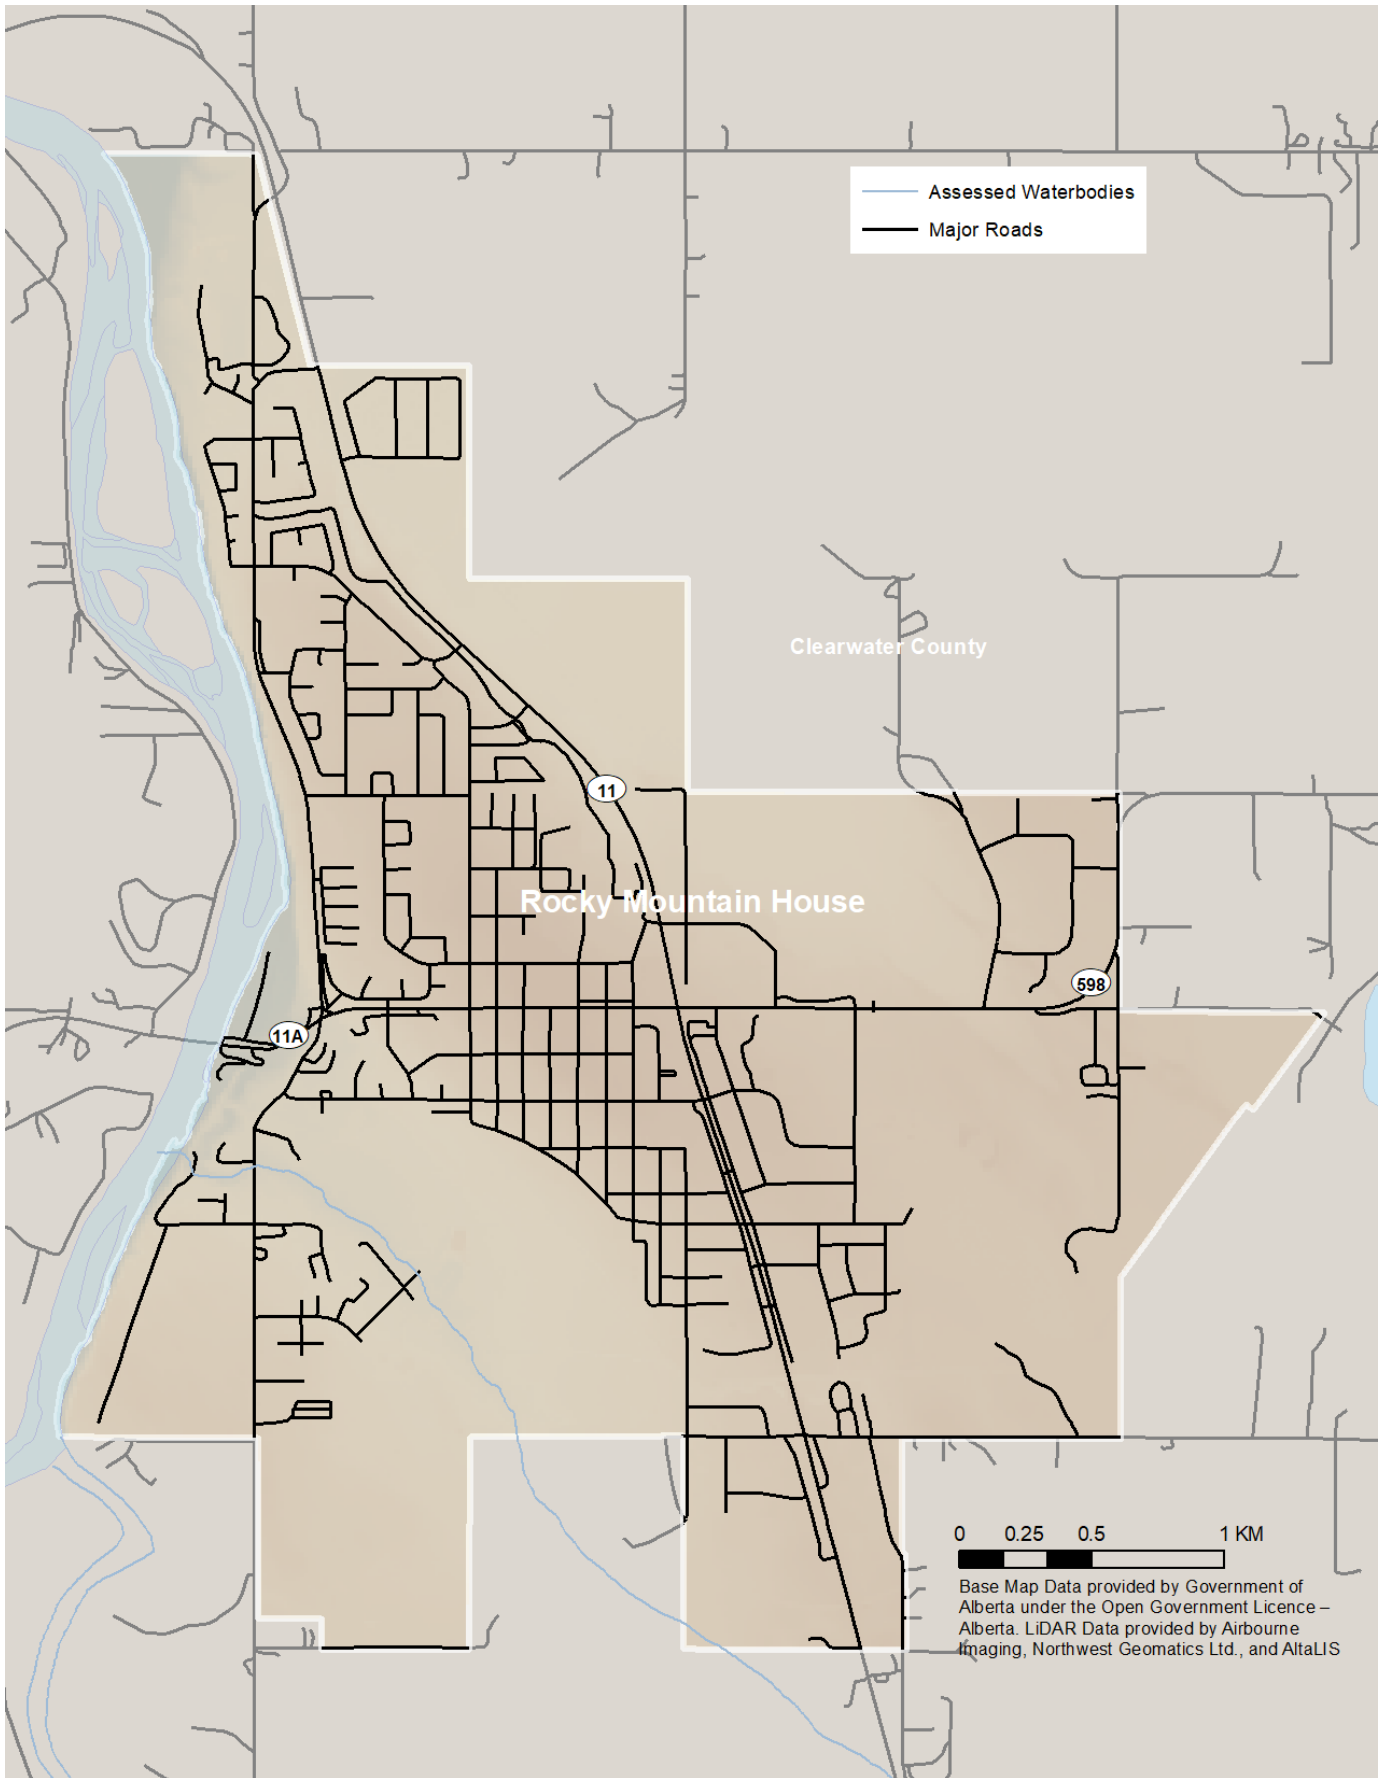 Assessed Waterbodies
Major Roads
Clearwater County
11
Rocky Mountain House
598
11A
0 0.25 0.5 1 KM
Base Map Data provided by Government of
Alberta under the Open Government Licence –
Alberta. LiDAR Data provided by Airbourne
Imaging, Northwest Geomatics Ltd., and AltaLIS